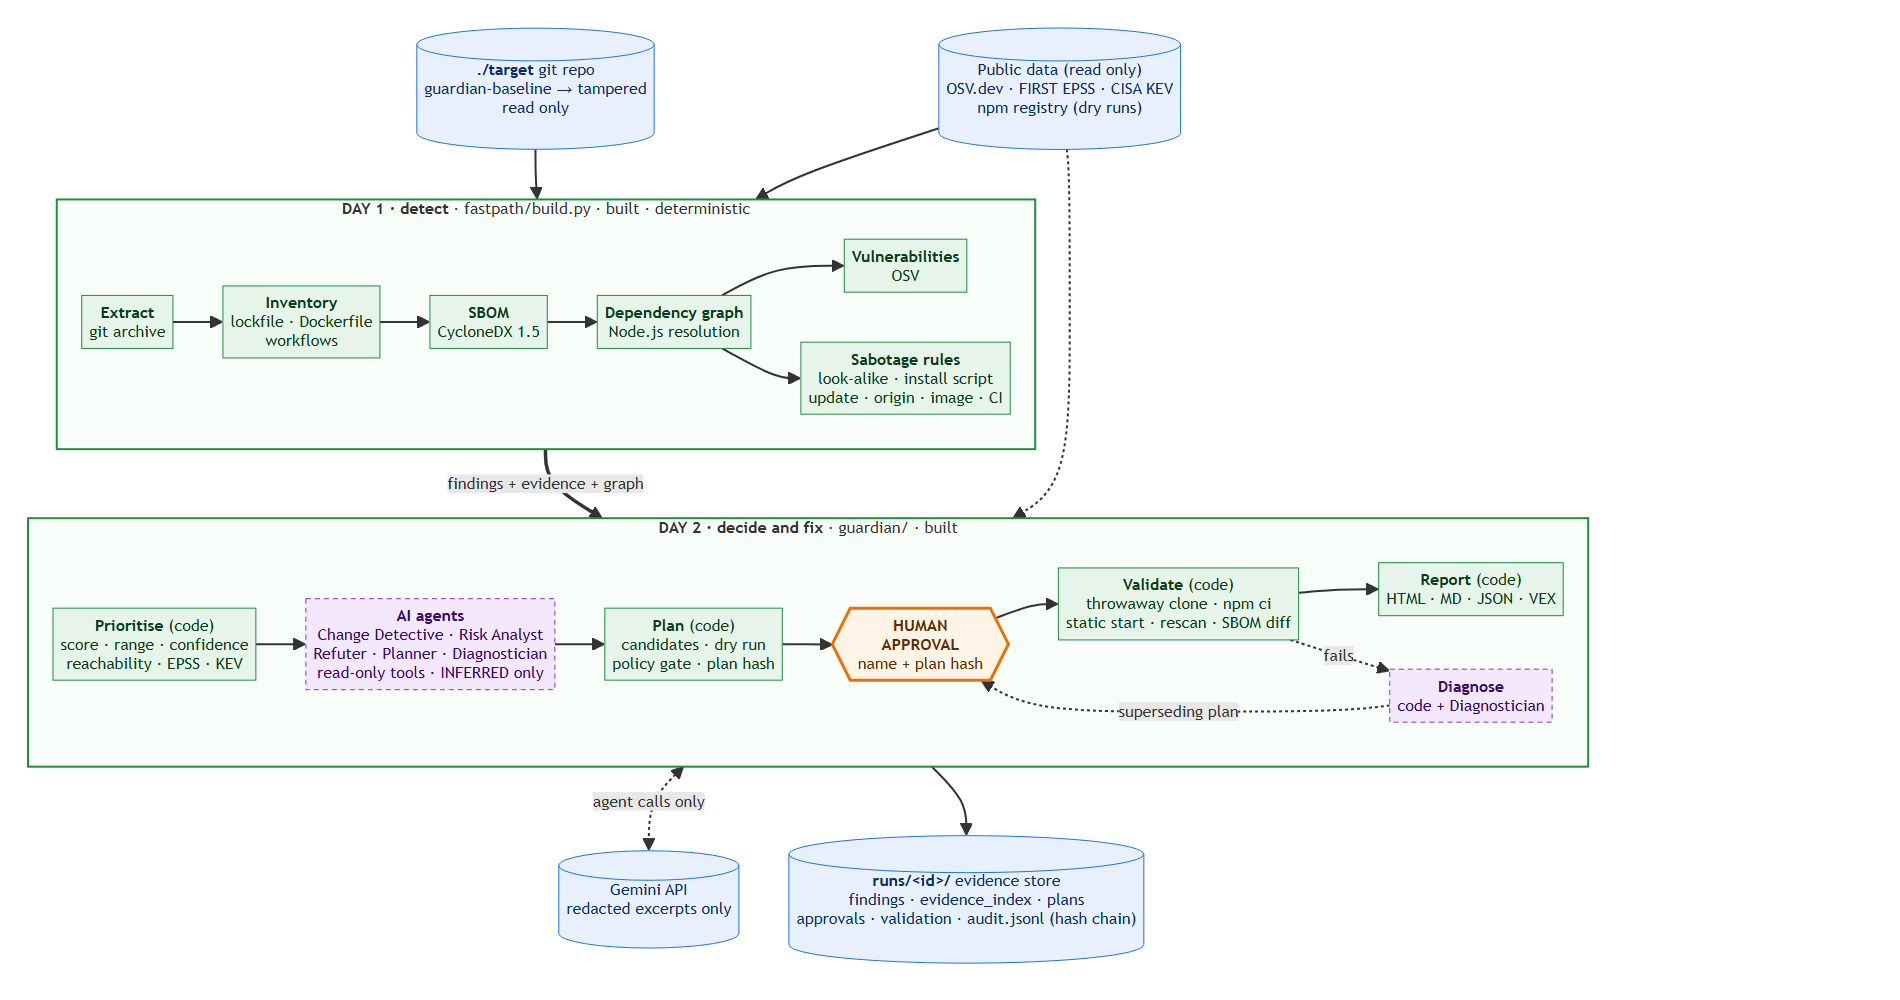 ./target git repo
guardian-baseline → tampered
read only
Public data (read only)
OSV.dev · FIRST EPSS · CISA KEV
npm registry (dry runs)
DAY 1 · detect · fastpath/build.py · built · deterministic
Extract
git archive
Inventory
lockfile · Dockerfile
workflows
SBOM
CycloneDX 1.5
Dependency graph
Node.js resolution
Vulnerabilities
OSV
Sabotage rules
look-alike · install script
update · origin · image · CI
findings + evidence + graph
DAY 2 · decide and fix · guardian/ · built
Prioritise (code)
score · range · confidence
reachability · EPSS · KEV
AI agents
Change Detective · Risk Analyst
Refuter · Planner · Diagnostician
read-only tools · INFERRED only
Plan (code)
candidates · dry run
policy gate · plan hash
HUMAN
APPROVAL
name + plan hash
Validate (code)
throwaway clone · npm ci
static start · rescan · SBOM diff
Report (code)
HTML · MD · JSON · VEX
fails
Diagnose
code + Diagnostician
superseding plan
agent calls only
Gemini API
redacted excerpts only
runs/<id>/ evidence store
findings · evidence_index · plans
approvals · validation · audit.jsonl (hash chain)